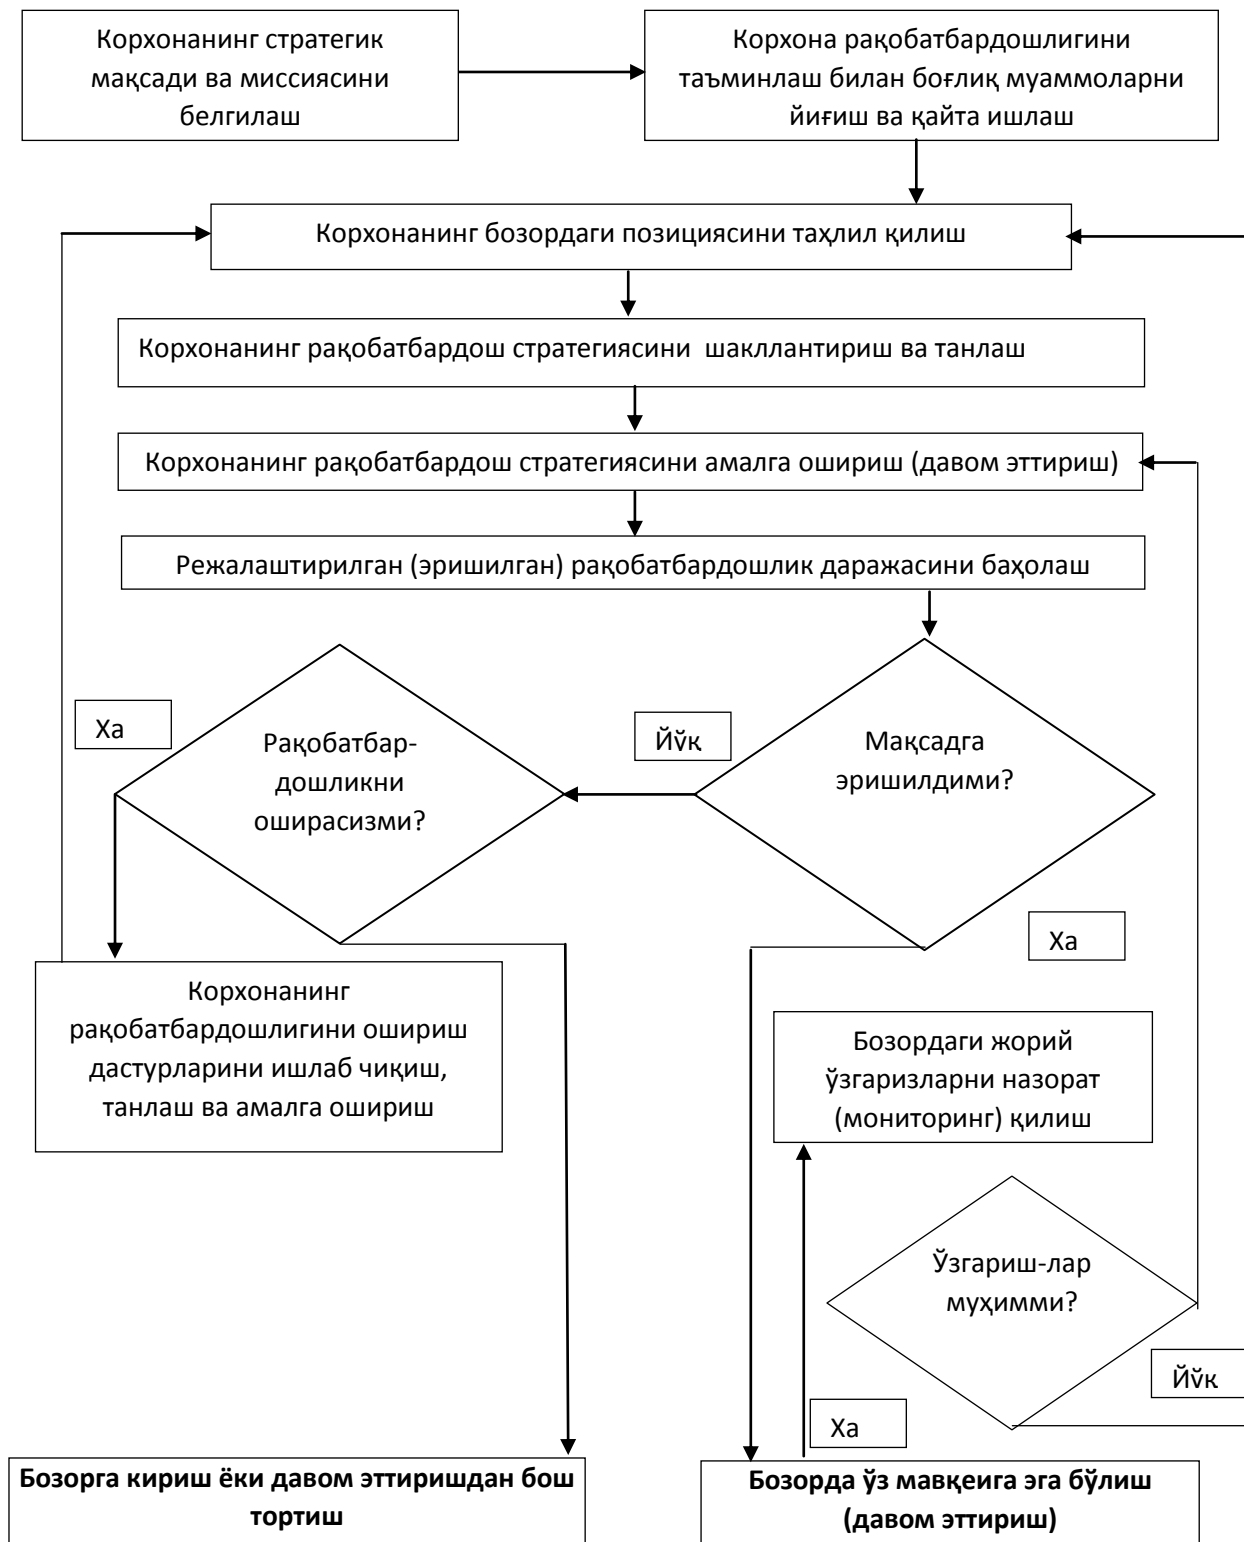 Корхонанинг стратегик
мақсади ва миссиясини
белгилаш
Корхона рақобатбардошлигини
таъминлаш билан боғлиқ муаммоларни
йиғиш ва қайта ишлаш
Корхонанинг бозордаги позициясини таҳлил қилиш
Корхонанинг рақобатбардош стратегиясини шакллантириш ва танлаш
Корхонанинг рақобатбардош стратегиясини амалга ошириш (давом эттириш)
Режалаштирилган (эришилган) рақобатбардошлик даражасини баҳолаш
Ха
Рақобатбар-
дошликни
оширасизми?
Йўқ
Мақсадга
эришилдими?
Ха
Корхонанинг
рақобатбардошлигини ошириш
дастурларини ишлаб чиқиш,
танлаш ва амалга ошириш
Бозордаги жорий
ўзгаризларни назорат
(мониторинг) қилиш
Ўзгариш-лар
муҳимми?
Йўқ
Ха
Бозорга кириш ёки давом эттиришдан бош
тортиш
Бозорда ўз мавқеига эга бўлиш
(давом эттириш)